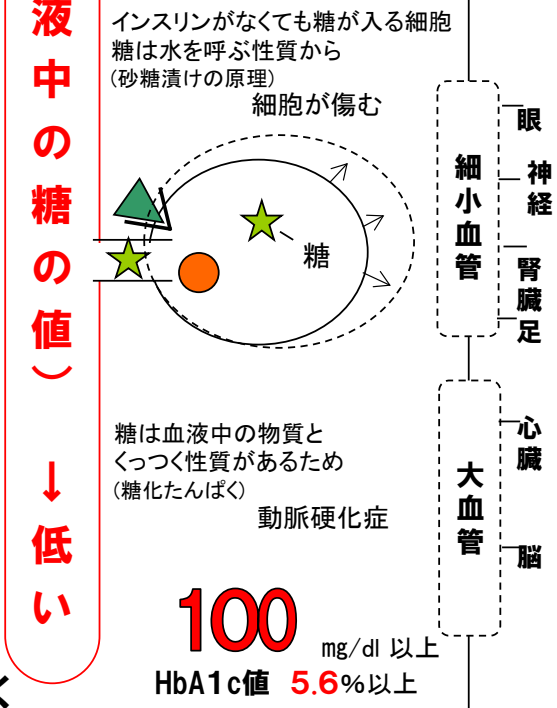 液中の糖の値）　↓低い
インスリンがなくても糖が入る細胞
糖は水を呼ぶ性質から
（砂糖漬けの原理）
細胞が傷む
糖
糖は血液中の物質と
くっつく性質があるため
（糖化たんぱく）
動脈硬化症
100 mg/dl 以上
HbA1c値 5.6%以上
細小血管
眼
神経
腎臓
足
大血管
心臓
脳